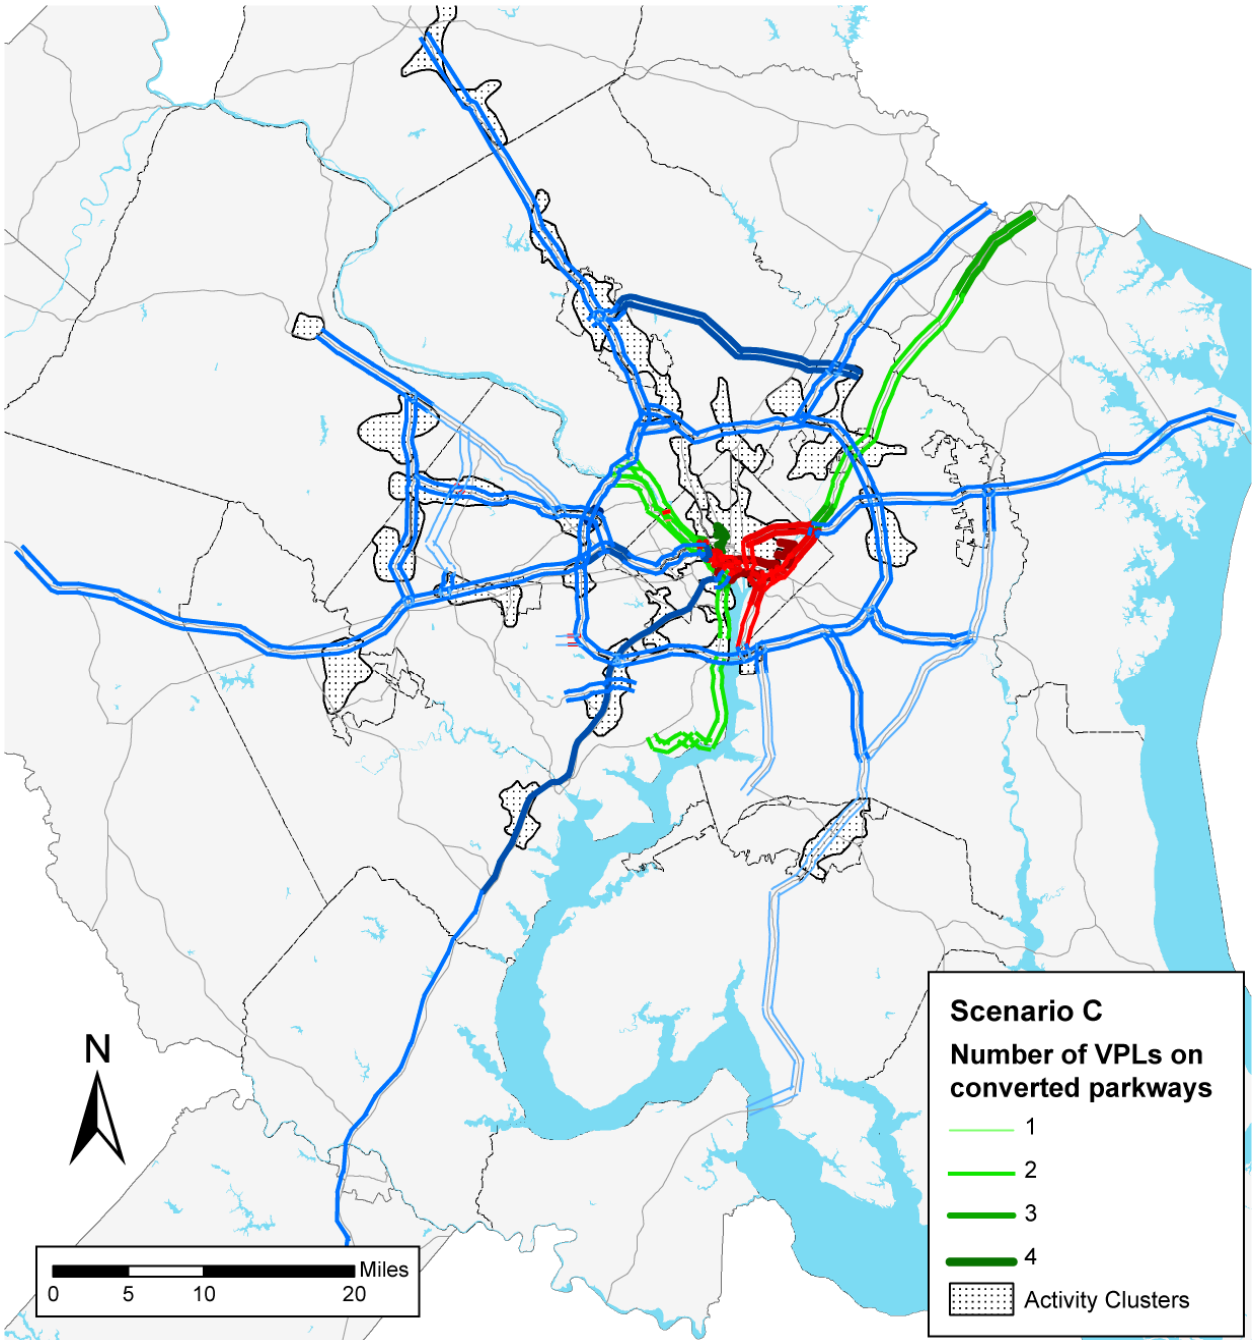 N
Miles
0 5 10 20
Scenario C
Number of VPLs on
converted parkways
1
2
3
4
Activity Clusters